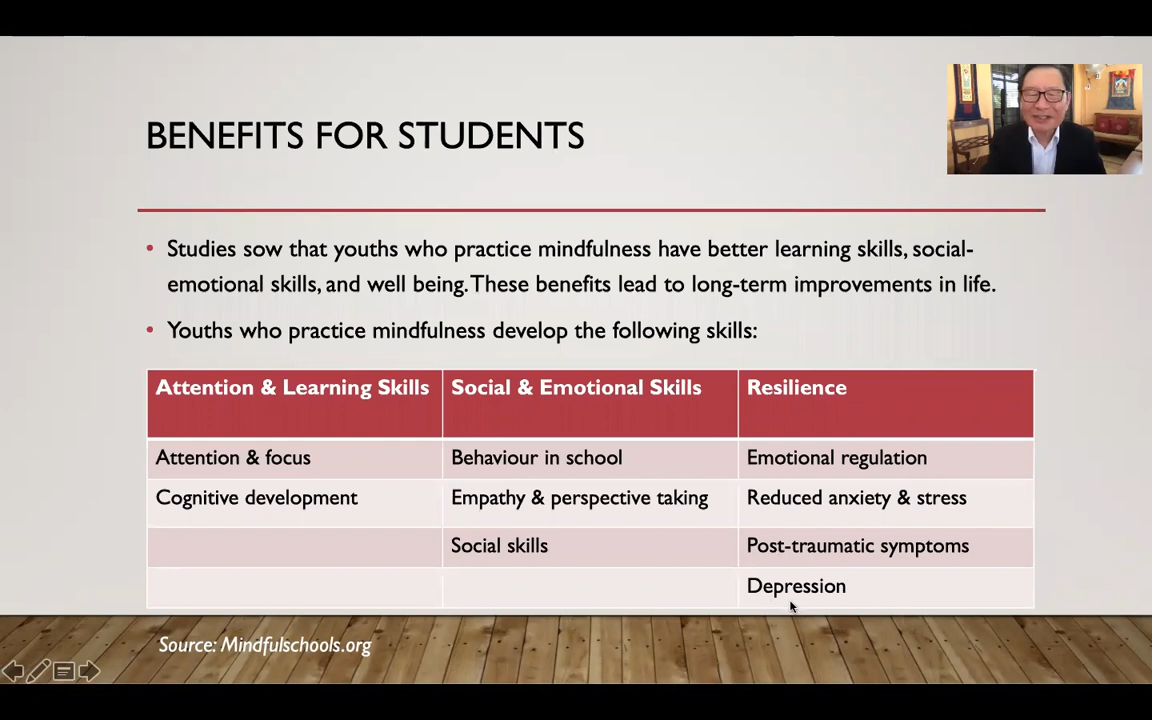 BENEFITS FOR STUDENTS
• Studies sow that youths who practice mindfulness have better learning skills, social-
emotional skills, and well being. These benefits lead to long-term improvements in life.
• Youths who practice mindfulness develop the following skills:
Attention & Learning Skills Social & Emotional Skills Resilience
Attention & focus Behaviour in school Emotional regulation
Cognitive development Empathy & perspective taking Reduced anxiety & stress
Social skills Post-traumatic symptoms
Depression
Source: Mindfulschools.org